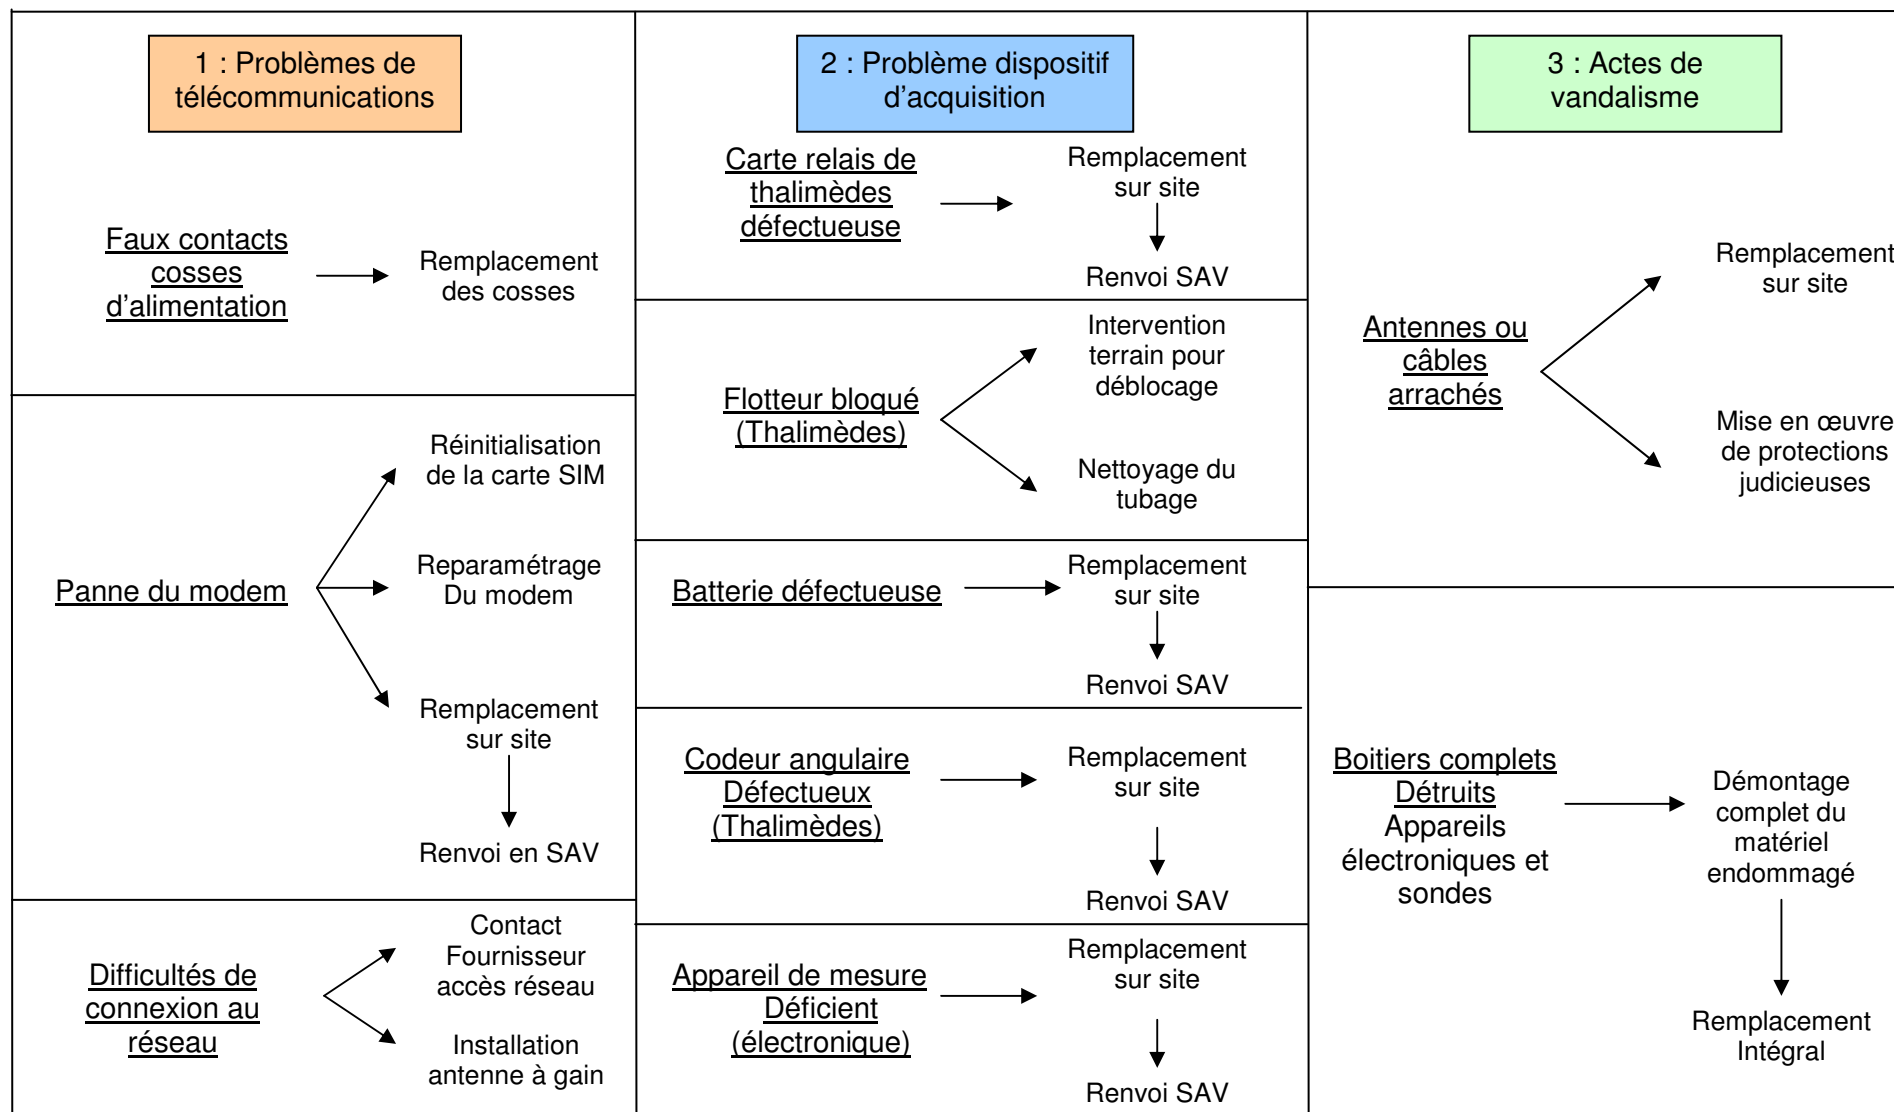 1 : Problèmes de
télécommunications
Faux contacts
cosses
d'alimentation
Remplacement
des cosses
Panne du modem
Réinitialisation
de la carte SIM
Reparamétrage
Du modem
Remplacement
sur site
Renvoi en SAV
Difficultés de
connexion au
réseau
Contact
Fournisseur
accès réseau
Installation
antenne à gain
2 : Problème dispositif
d'acquisition
Carte relais de
thalimèdes
défectueuse
Remplacement
sur site
Renvoi SAV
Flotteur bloqué
(Thalimèdes)
Intervention
terrain pour
déblocage
Nettoyage du
tubage
Batterie défectueuse
Remplacement
sur site
Renvoi SAV
Codeur angulaire
Défectueux
(Thalimèdes)
Remplacement
sur site
Renvoi SAV
Appareil de mesure
Déficient
(électronique)
Remplacement
sur site
Renvoi SAV
3 : Actes de
vandalisme
Antennes ou
câbles
arrachés
Remplacement
sur site
Mise en œuvre
de protections
judicieuses
Boitiers complets
Détruits
Appareils
électroniques et
sondes
Démontage
complet du
matériel
endommagé
Remplacement
Intégral